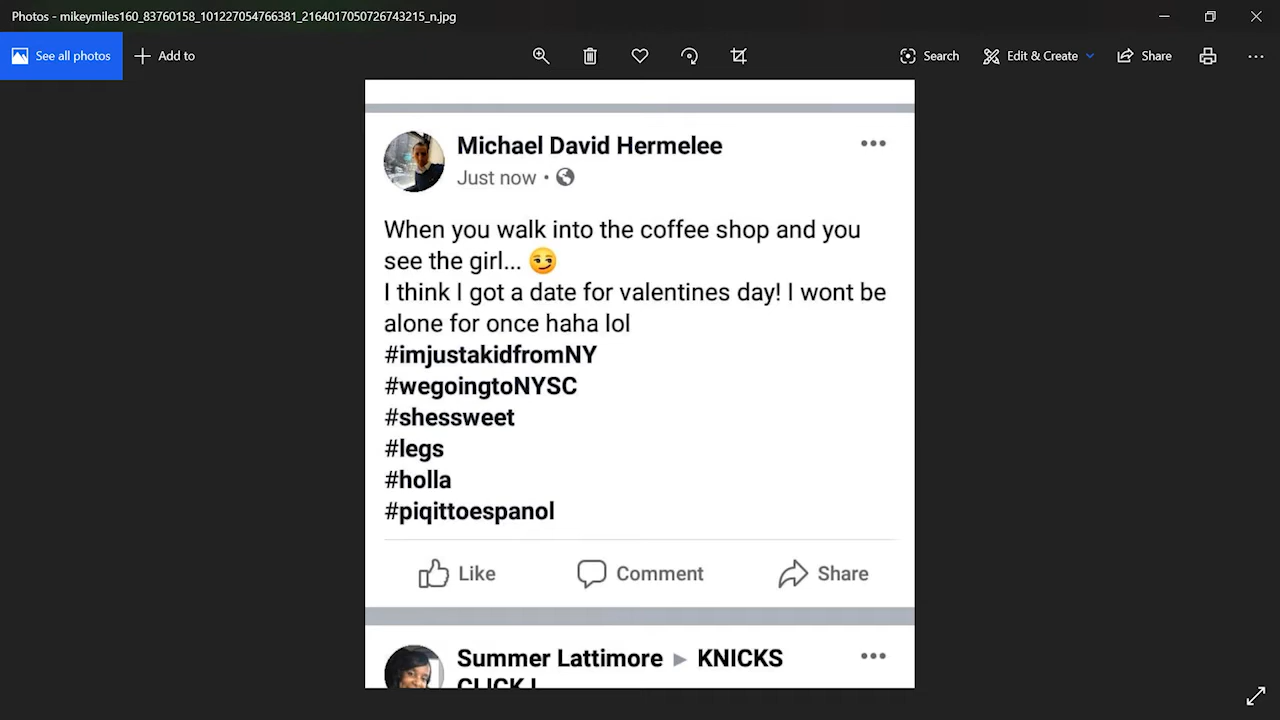 Photos - mikeymiles160_83760158_101227054766381_2164017050726743215_n.jpg
See all photos
Add to
Search
Edit & Create
Share
Michael David Hermelee
Just now •
When you walk into the coffee shop and you
see the girl... 😏
I think I got a date for valentines day! I wont be
alone for once haha lol
#imjustakidfromNY
#wegoingtoNYSC
#shessweet
#legs
#holla
#piqittoespanol
Like
Comment
Share
Summer Lattimore ▶ KNICKS